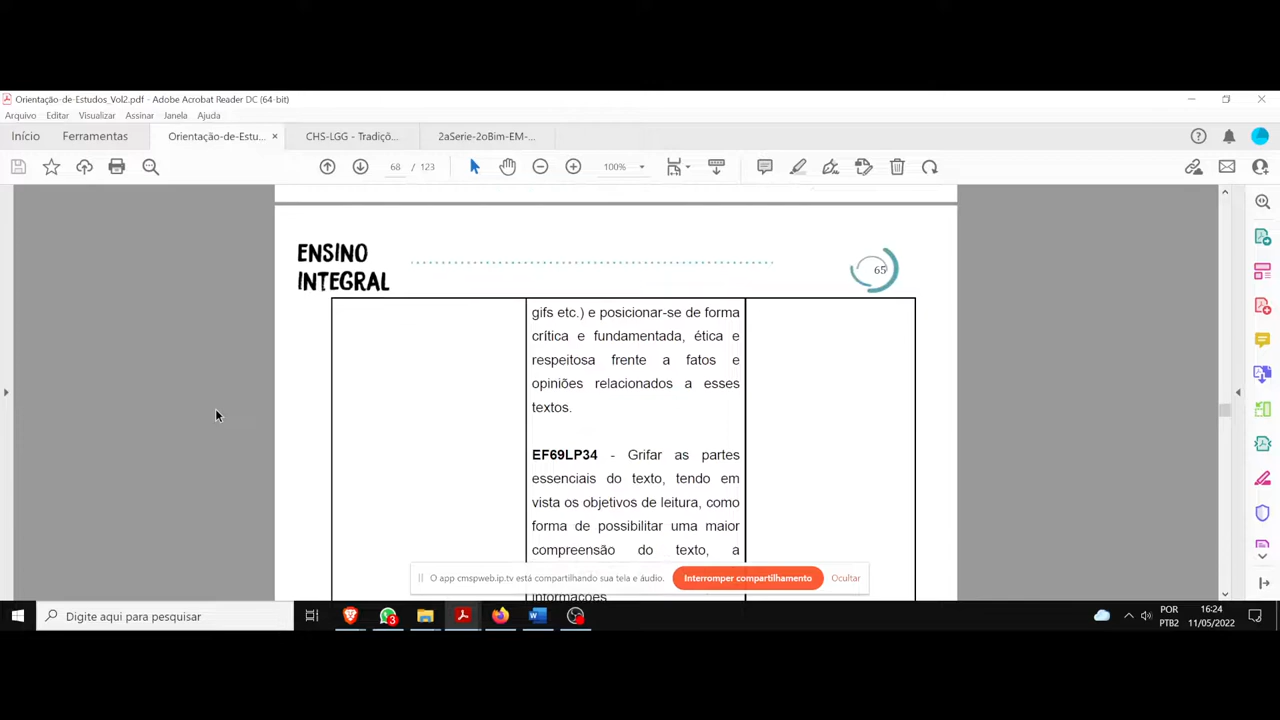 Orientação-de-Estudos_Vol2.pdf - Adobe Acrobat Reader DC (64-bit)
Arquivo Editar Visualizar Assinar Janela Ajuda
Início Ferramentas Orientação-de-Estu... × CHS-LGG - Tradiçõ... 2aSerie-2oBim-EM-...
68 / 123 100%
ENSINO
INTEGRAL
65
gifs etc.) e posicionar-se de forma
crítica e fundamentada, ética e
respeitosa frente a fatos e
opiniões relacionados a esses
textos.
EF69LP34 - Grifar as partes
essenciais do texto, tendo em
vista os objetivos de leitura, como
forma de possibilitar uma maior
compreensão do texto, a
informações
O app cmspweb.ip.tv está compartilhando sua tela e áudio. Interromper compartilhamento Ocultar
Digite aqui para pesquisar
3
POR
PTB2
16:24
11/05/2022